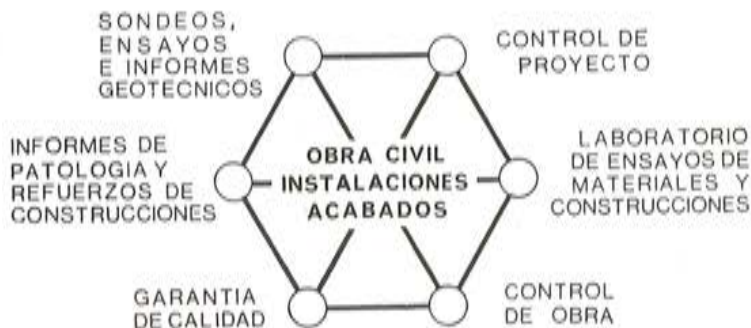 SONDEOS,
ENSAYOS
E INFORMES
GEOTECNICOS
CONTROL DE
PROYECTO
INFORMES DE
PATOLOGIA Y
REFUERZOS DE
CONSTRUCCIONES
OBRA CIVIL
INSTALACIONES
ACABADOS
LABORATORIO
DE ENSAYOS DE
MATERIALES Y
CONSTRUCCIONES
GARANTIA
DE CALIDAD
CONTROL
DE OBRA